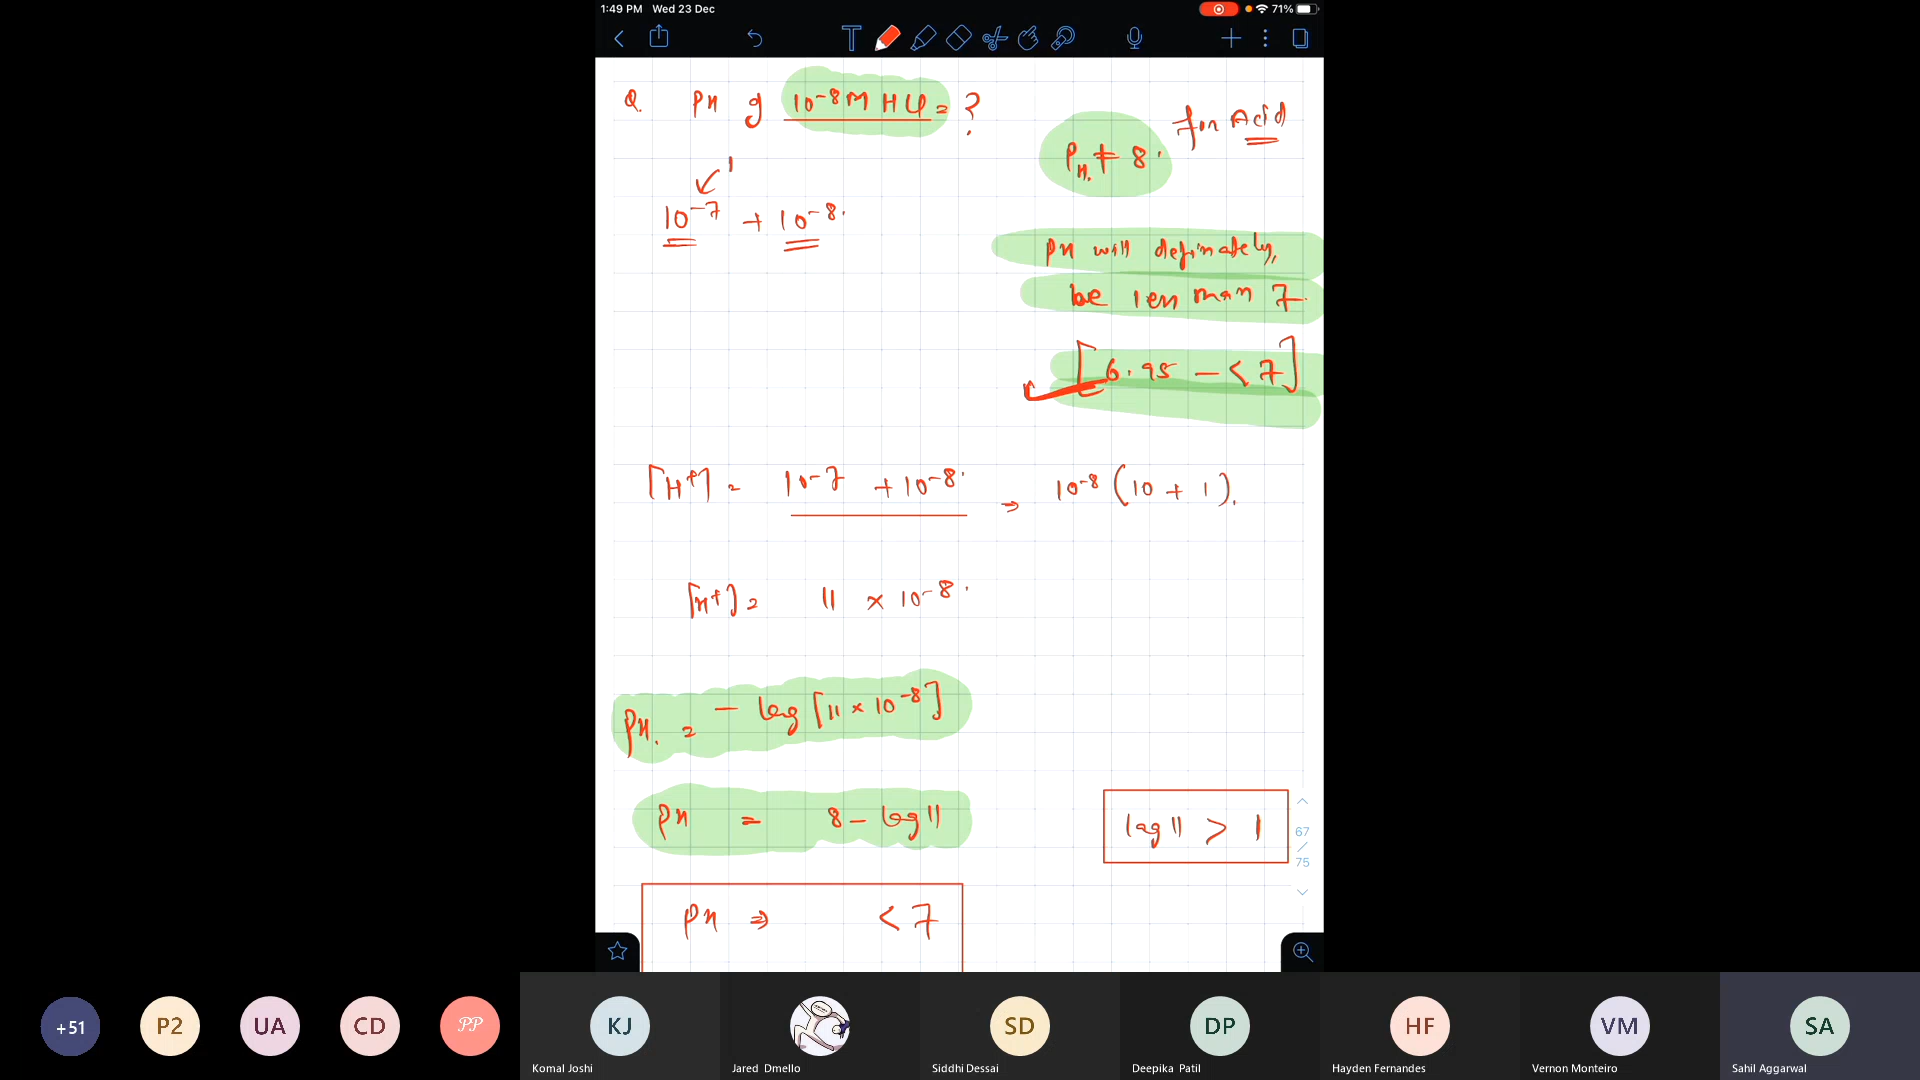 1:49 PM Wed 23 Dec
71%
Q. PH of 10⁻⁸M HCl = ?
for Acid
PH. ≠ 8.
10⁻⁷ + 10⁻⁸.
PH will definately,
be less than 7.
[6.95 – < 7]
[H⁺] = 10⁻⁷ + 10⁻⁸. ⇒ 10⁻⁸ (10 + 1).
[H⁺] = 11 × 10⁻⁸.
PH. = – log [11 × 10⁻⁸]
PH = 8 – log 11
log 11 > 1
67
/
75
PH ⇒ < 7
+51
P2
UA
CD
PP
KJ
SD
DP
HF
VM
SA
Komal Joshi
Jared Dmello
Siddhi Dessai
Deepika Patil
Hayden Fernandes
Vernon Monteiro
Sahil Aggarwal